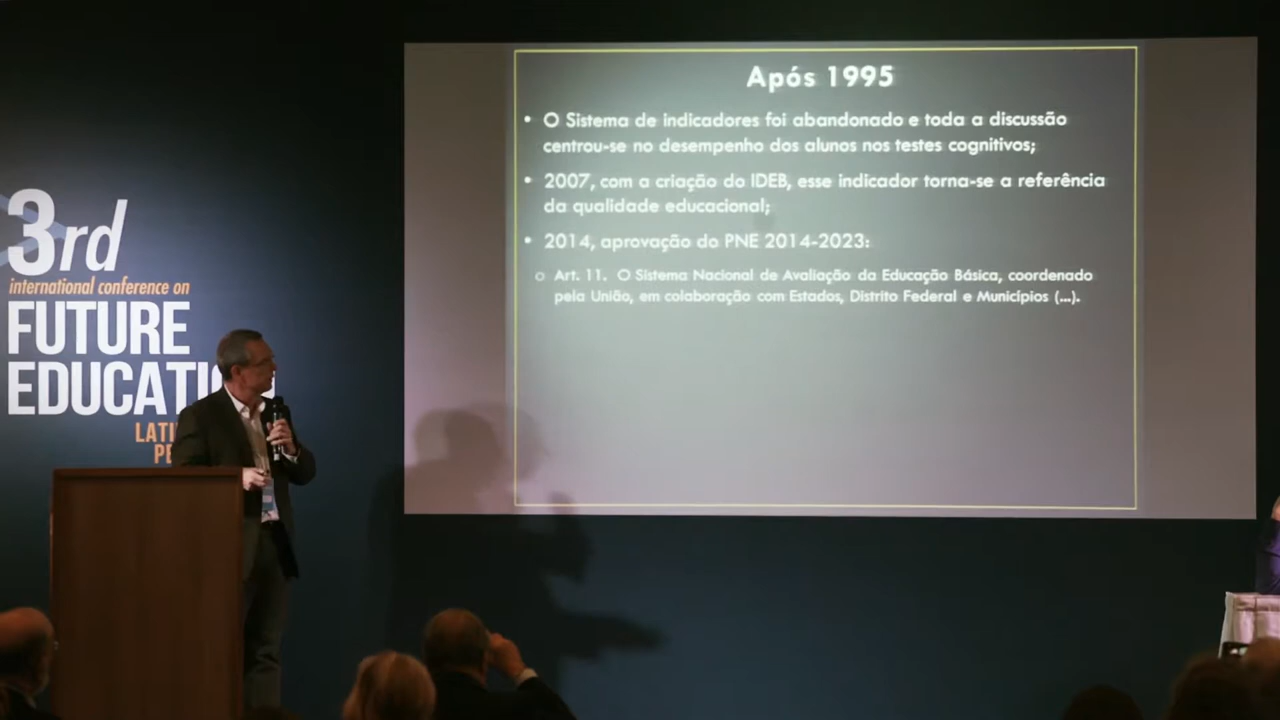 3rd
international conference on
FUTURE
EDUCATI
LATI
PE
Após 1995
• O Sistema de indicadores foi abandonado e toda a discussão
centrou-se no desempenho dos alunos nos testes cognitivos;
• 2007, com a criação do IDEB, esse indicador torna-se a referência
da qualidade educacional;
• 2014, aprovação do PNE 2014-2023:
o Art. 11. O Sistema Nacional de Avaliação da Educação Básica, coordenado
pela União, em colaboração com Estados, Distrito Federal e Municípios (...).